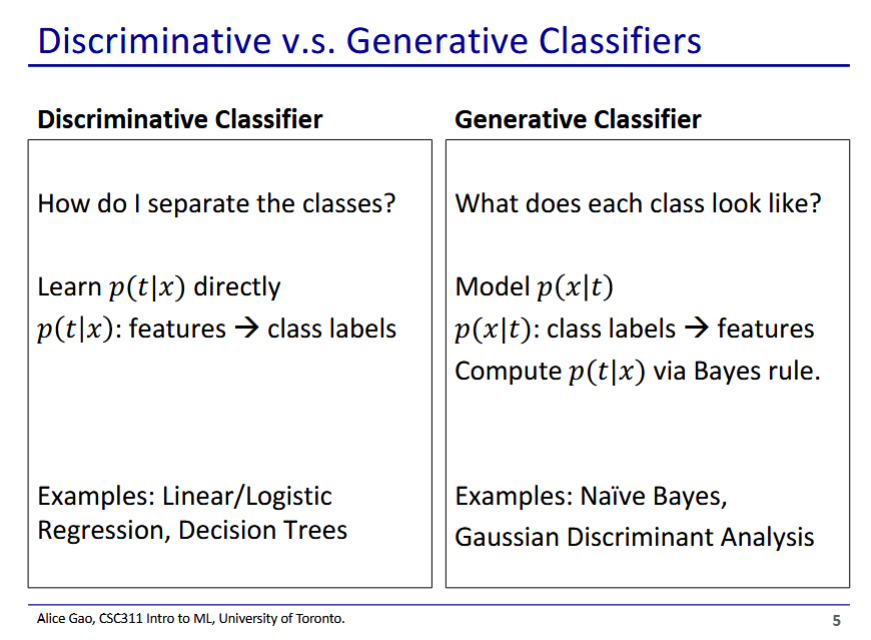 Discriminative v.s. Generative Classifiers
Discriminative Classifier
How do I separate the classes?
Learn 𝑝(𝑡|𝑥) directly
𝑝(𝑡|𝑥): features → class labels
Examples: Linear/Logistic
Regression, Decision Trees
Generative Classifier
What does each class look like?
Model 𝑝(𝑥|𝑡)
𝑝(𝑥|𝑡): class labels → features
Compute 𝑝(𝑡|𝑥) via Bayes rule.
Examples: Naïve Bayes,
Gaussian Discriminant Analysis
Alice Gao, CSC311 Intro to ML, University of Toronto.
5